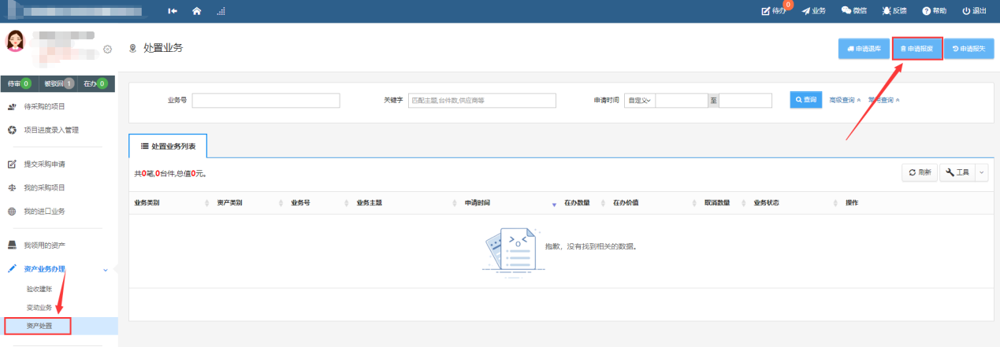 待办 0 业务 微信 反馈 帮助 退出
待审 0 被驳回 1 在办 0
待采购的项目
项目进度录入管理
提交采购申请
我的采购项目
我的进口业务
我领用的资产
资产业务办理
验收建账
变动业务
资产处置
处置业务
申请退库 申请报废 申请报失
业务号 关键字 匹配主题,台件数,供应商等 申请时间 自定义 至 查询 高级查询 常用查询
处置业务列表
共0笔,0台件,总值0元。
刷新 工具
业务类别 资产类别 业务号 业务主题 申请时间 在办数量 在办价值 取消数量 业务状态 操作
抱歉，没有找到相关的数据。